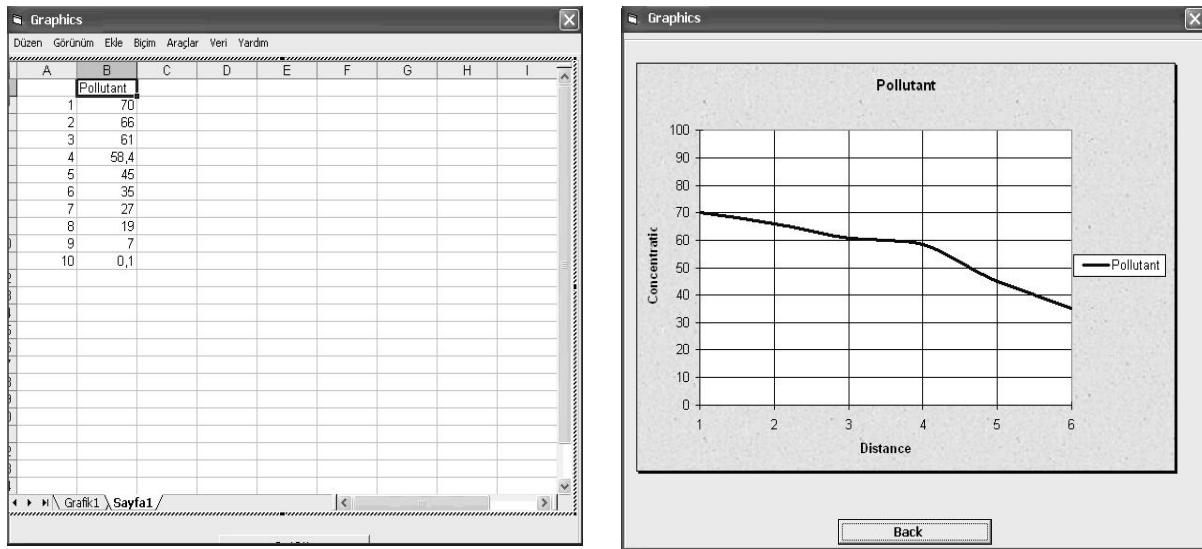 Graphics
Düzen Görünüm Ekle Biçim Araçlar Veri Yardım
A B C D E F G H I
Pollutant
1 70
2 66
3 61
4 58,4
5 45
6 35
7 27
8 19
9 7
10 0,1
Grafik1 Sayfa1
Graphics
Pollutant
100
90
80
70
60
50
40
30
20
10
0
Concentratic
1 2 3 4 5 6
Distance
Pollutant
Back